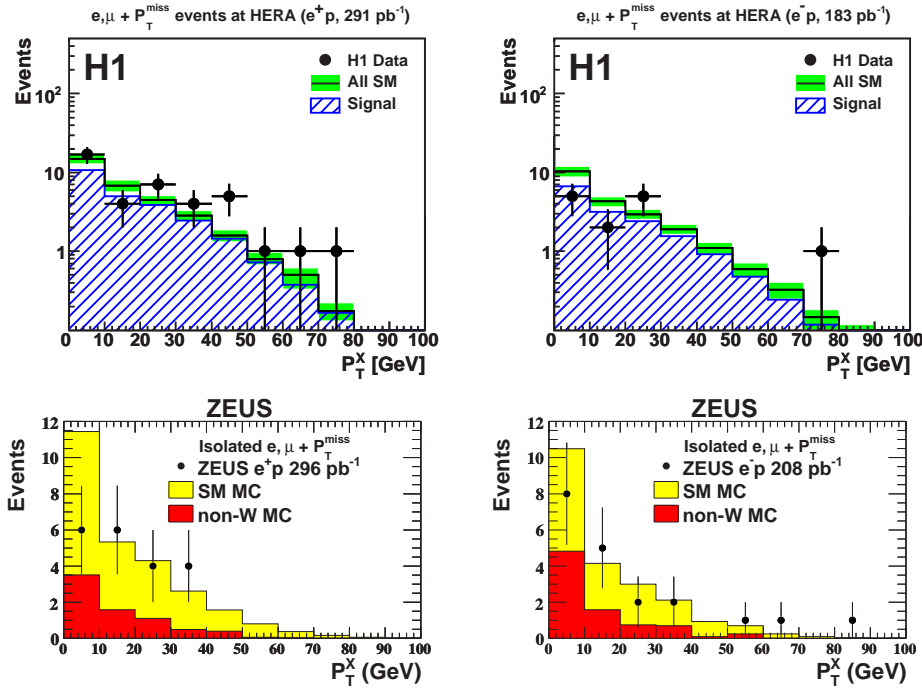 e,μ + P_T^miss events at HERA (e⁺p, 291 pb⁻¹)
H1
H1 Data
All SM
Signal
Events
10²
10
1
0 10 20 30 40 50 60 70 80 90 100
P_T^X [GeV]
e,μ + P_T^miss events at HERA (e⁻p, 183 pb⁻¹)
H1
H1 Data
All SM
Signal
Events
10²
10
1
0 10 20 30 40 50 60 70 80 90 100
P_T^X [GeV]
ZEUS
Isolated e, μ + P_T^miss
ZEUS e⁺p 296 pb⁻¹
SM MC
non-W MC
Events
12
10
8
6
4
2
0
0 10 20 30 40 50 60 70 80 90 100
P_T^X (GeV)
ZEUS
Isolated e, μ + P_T^miss
ZEUS e⁻p 208 pb⁻¹
SM MC
non-W MC
Events
12
10
8
6
4
2
0
0 10 20 30 40 50 60 70 80 90 100
P_T^X (GeV)